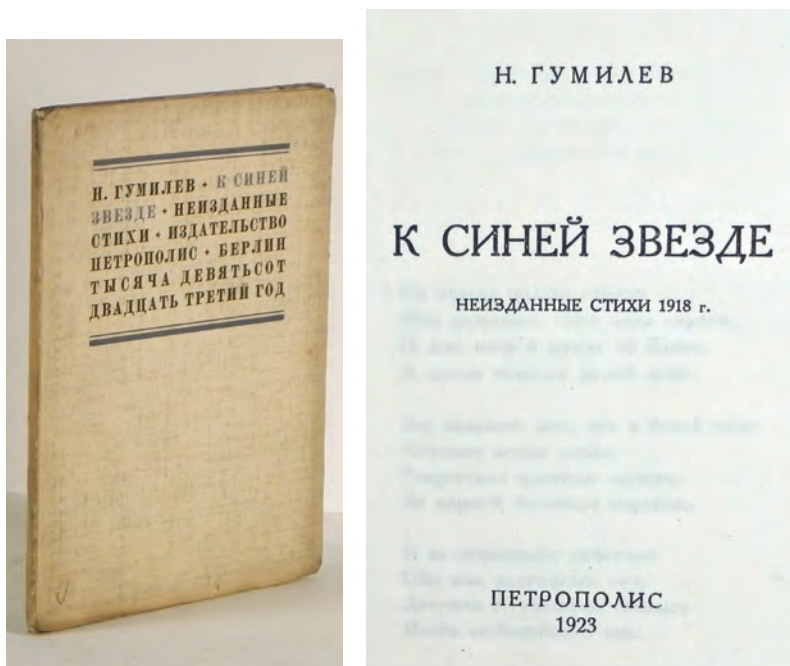 Н. ГУМИЛЕВ • К СИНЕЙ
ЗВЕЗДЕ • НЕИЗДАННЫЕ
СТИХИ • ИЗДАТЕЛЬСТВО
ПЕТРОПОЛИС • БЕРЛИН
ТЫСЯЧА ДЕВЯТЬСОТ
ДВАДЦАТЬ ТРЕТИЙ ГОД
Н. ГУМИЛЕВ
К СИНЕЙ ЗВЕЗДЕ
НЕИЗДАННЫЕ СТИХИ 1918 г.
ПЕТРОПОЛИС
1923